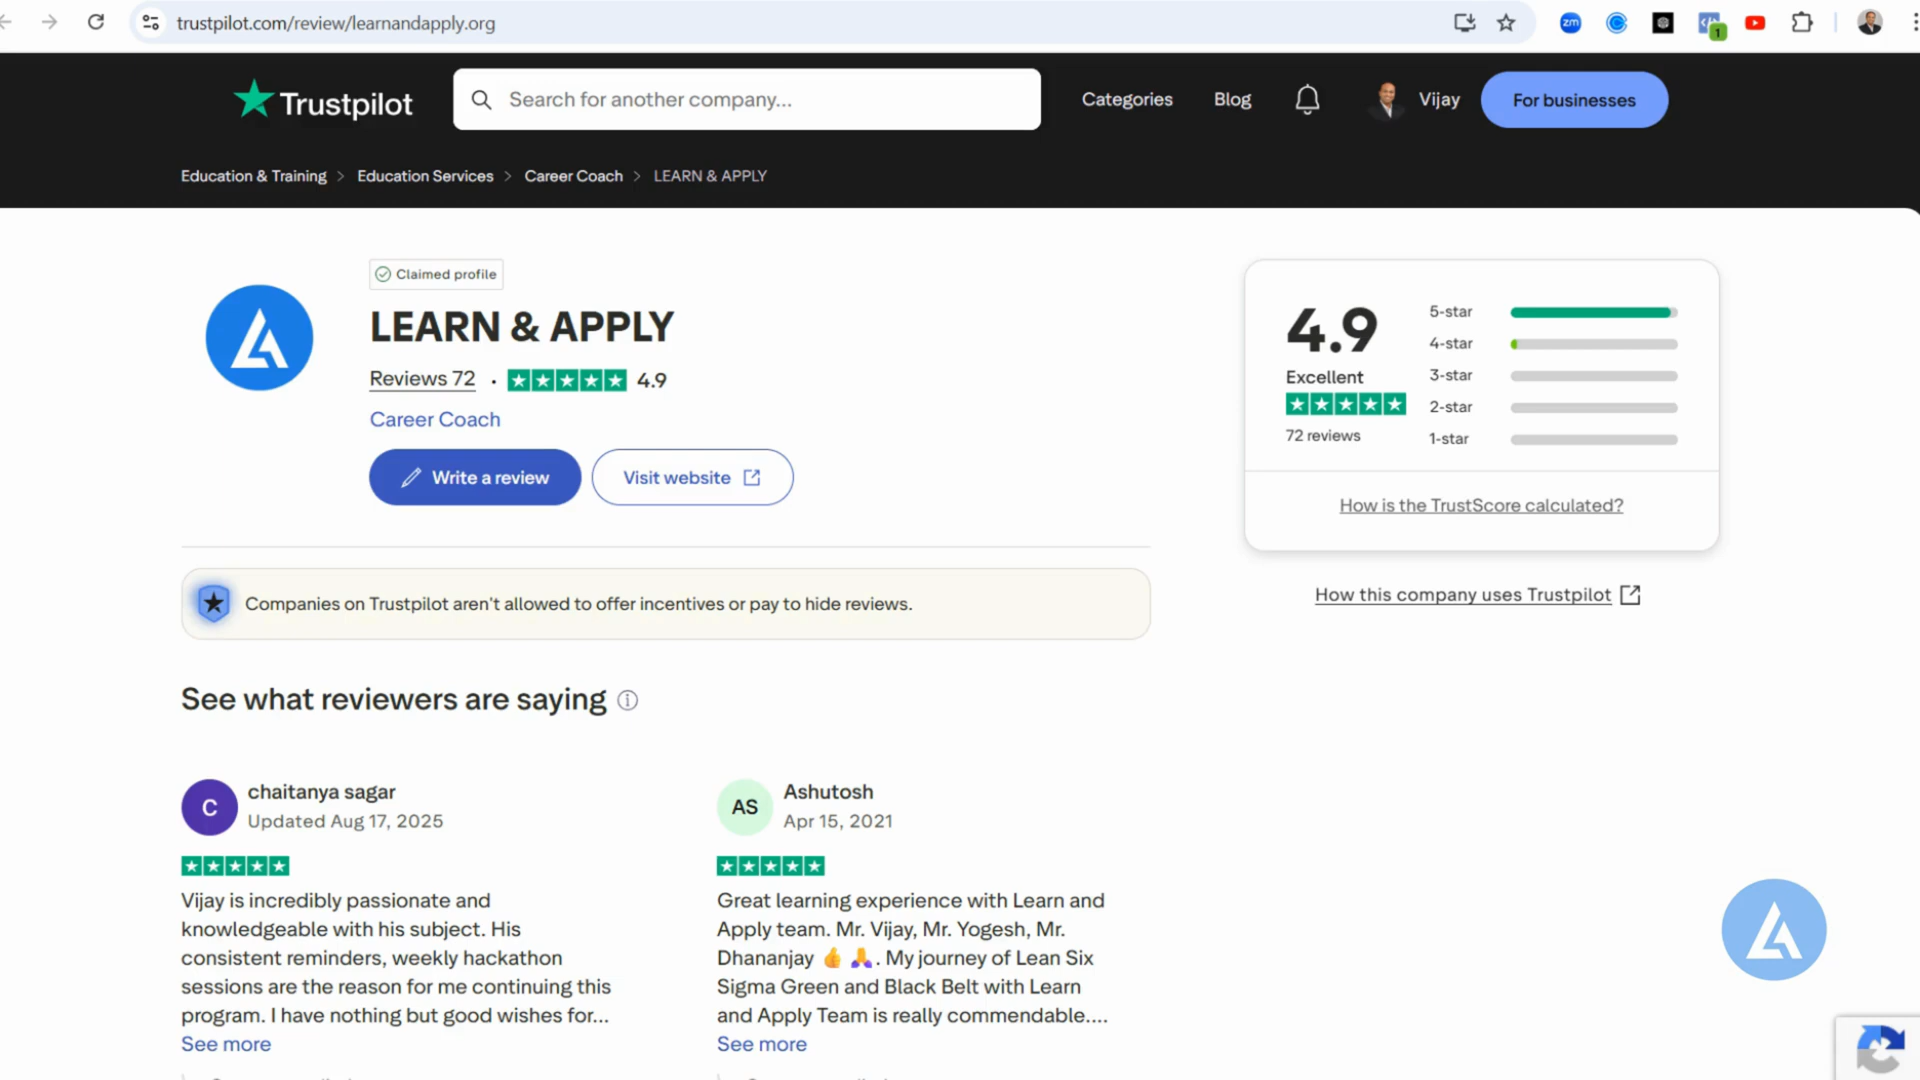 trustpilot.com/review/learnandapply.org
zm
1
Trustpilot
Search for another company...
Categories
Blog
Vijay
For businesses
Education & Training > Education Services > Career Coach > LEARN & APPLY
Claimed profile
LEARN & APPLY
Reviews 72 · 4.9
Career Coach
Write a review
Visit website
4.9
Excellent
72 reviews
5-star
4-star
3-star
2-star
1-star
How is the TrustScore calculated?
How this company uses Trustpilot
Companies on Trustpilot aren't allowed to offer incentives or pay to hide reviews.
See what reviewers are saying
C
chaitanya sagar
Updated Aug 17, 2025
Vijay is incredibly passionate and
knowledgeable with his subject. His
consistent reminders, weekly hackathon
sessions are the reason for me continuing this
program. I have nothing but good wishes for...
See more
AS
Ashutosh
Apr 15, 2021
Great learning experience with Learn and
Apply team. Mr. Vijay, Mr. Yogesh, Mr.
Dhananjay 👍 🙏. My journey of Lean Six
Sigma Green and Black Belt with Learn
and Apply Team is really commendable....
See more